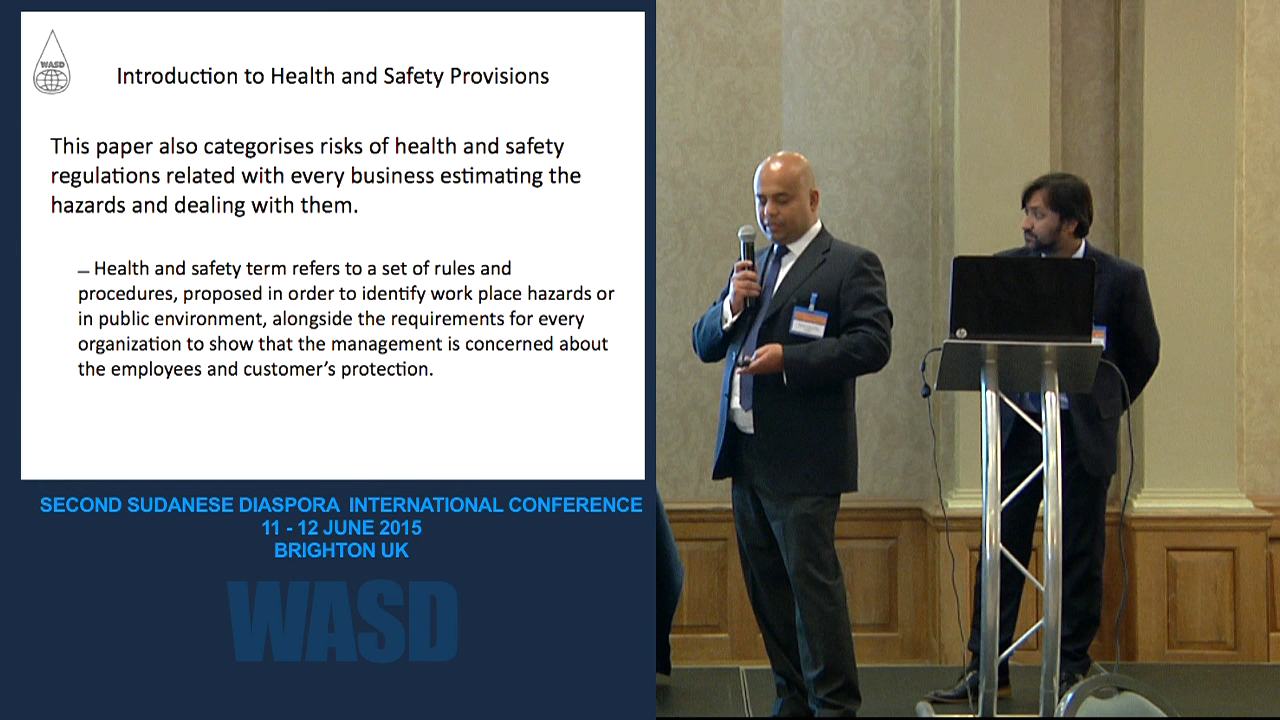 WASD
Introduction to Health and Safety Provisions
This paper also categorises risks of health and safety
regulations related with every business estimating the
hazards and dealing with them.
– Health and safety term refers to a set of rules and
procedures, proposed in order to identify work place hazards or
in public environment, alongside the requirements for every
organization to show that the management is concerned about
the employees and customer's protection.
SECOND SUDANESE DIASPORA INTERNATIONAL CONFERENCE
11 - 12 JUNE 2015
BRIGHTON UK
WASD
hp